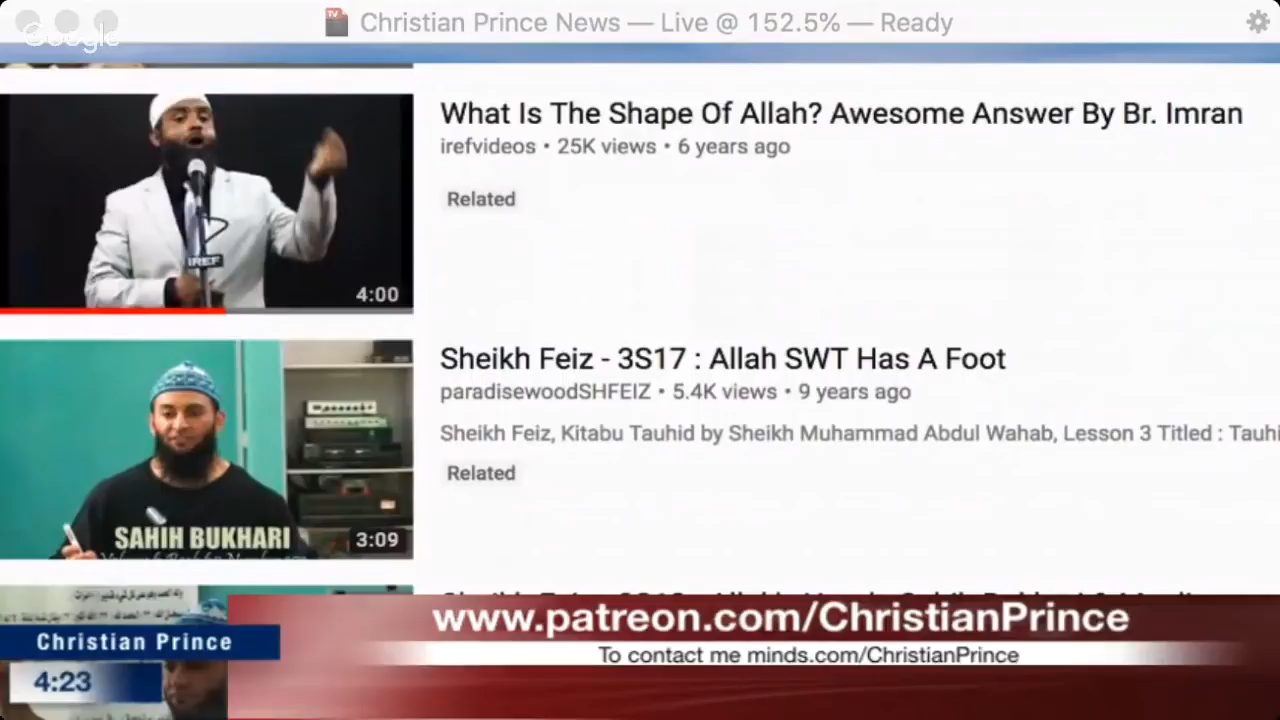 Christian Prince News — Live @ 152.5% — Ready
Google
TV
What Is The Shape Of Allah? Awesome Answer By Br. Imran
irefvideos • 25K views • 6 years ago
Related
IREF
4:00
Sheikh Feiz - 3S17 : Allah SWT Has A Foot
paradisewoodSHFEIZ • 5.4K views • 9 years ago
Sheikh Feiz, Kitabu Tauhid by Sheikh Muhammad Abdul Wahab, Lesson 3 Titled : Tauhi
Related
SAHIH BUKHARI
3:09
www.patreon.com/ChristianPrince
To contact me minds.com/ChristianPrince
Christian Prince
4:23